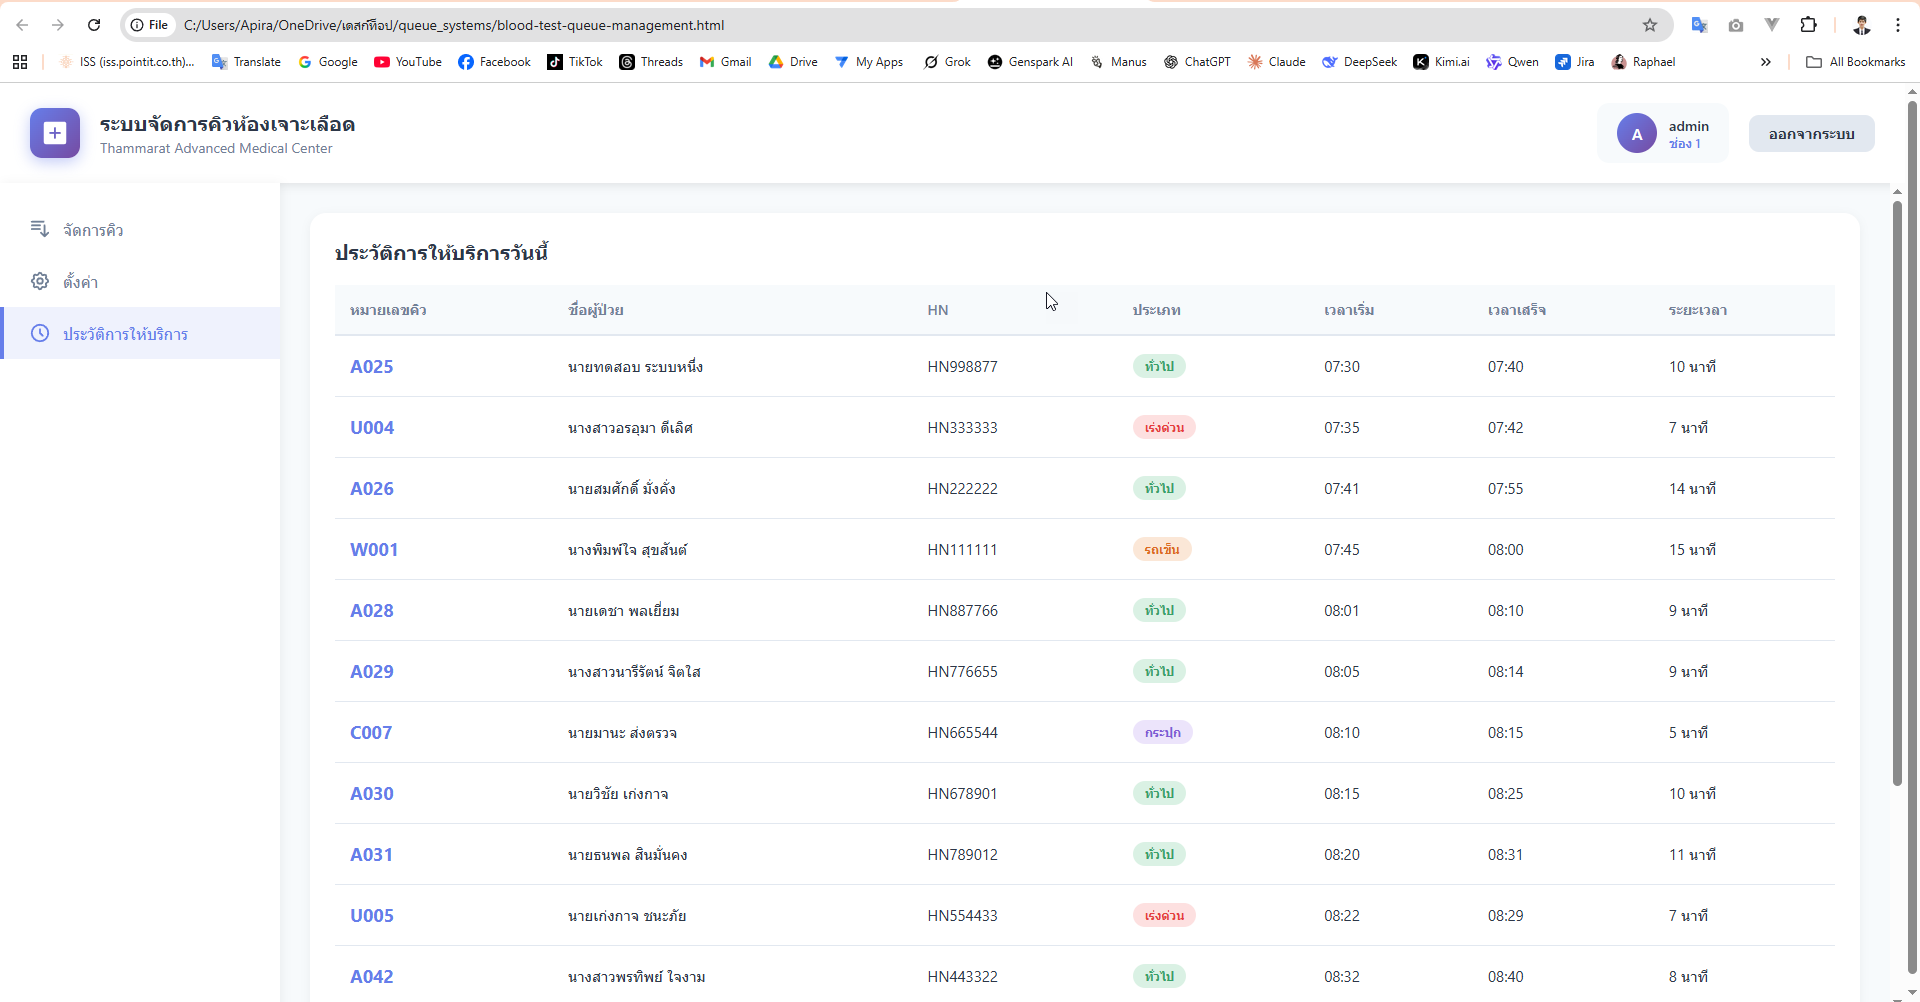 File C:/Users/Apira/OneDrive/เดสก์ท็อป/queue_systems/blood-test-queue-management.html
ISS (iss.pointit.co.th)... Translate Google YouTube Facebook TikTok Threads Gmail Drive My Apps Grok Genspark AI Manus ChatGPT Claude DeepSeek Kimi.ai Qwen Jira Raphael » All Bookmarks
ระบบจัดการคิวห้องเจาะเลือด
Thammarat Advanced Medical Center
A
admin
ช่อง 1
ออกจากระบบ
จัดการคิว
ตั้งค่า
ประวัติการให้บริการ
ประวัติการให้บริการวันนี้
หมายเลขคิว ชื่อผู้ป่วย HN ประเภท เวลาเริ่ม เวลาเสร็จ ระยะเวลา
A025 นายทดสอบ ระบบหนึ่ง HN998877 ทั่วไป 07:30 07:40 10 นาที
U004 นางสาวอรอุมา ดีเลิศ HN333333 เร่งด่วน 07:35 07:42 7 นาที
A026 นายสมศักดิ์ มั่งคั่ง HN222222 ทั่วไป 07:41 07:55 14 นาที
W001 นางพิมพ์ใจ สุขสันต์ HN111111 รถเข็น 07:45 08:00 15 นาที
A028 นายเดชา พลเยี่ยม HN887766 ทั่วไป 08:01 08:10 9 นาที
A029 นางสาวนารีรัตน์ จิตใส HN776655 ทั่วไป 08:05 08:14 9 นาที
C007 นายมานะ ส่งตรวจ HN665544 กระปุก 08:10 08:15 5 นาที
A030 นายวิชัย เก่งกาจ HN678901 ทั่วไป 08:15 08:25 10 นาที
A031 นายธนพล สินมั่นคง HN789012 ทั่วไป 08:20 08:31 11 นาที
U005 นายเก่งกาจ ชนะภัย HN554433 เร่งด่วน 08:22 08:29 7 นาที
A042 นางสาวพรทิพย์ ใจงาม HN443322 ทั่วไป 08:32 08:40 8 นาที